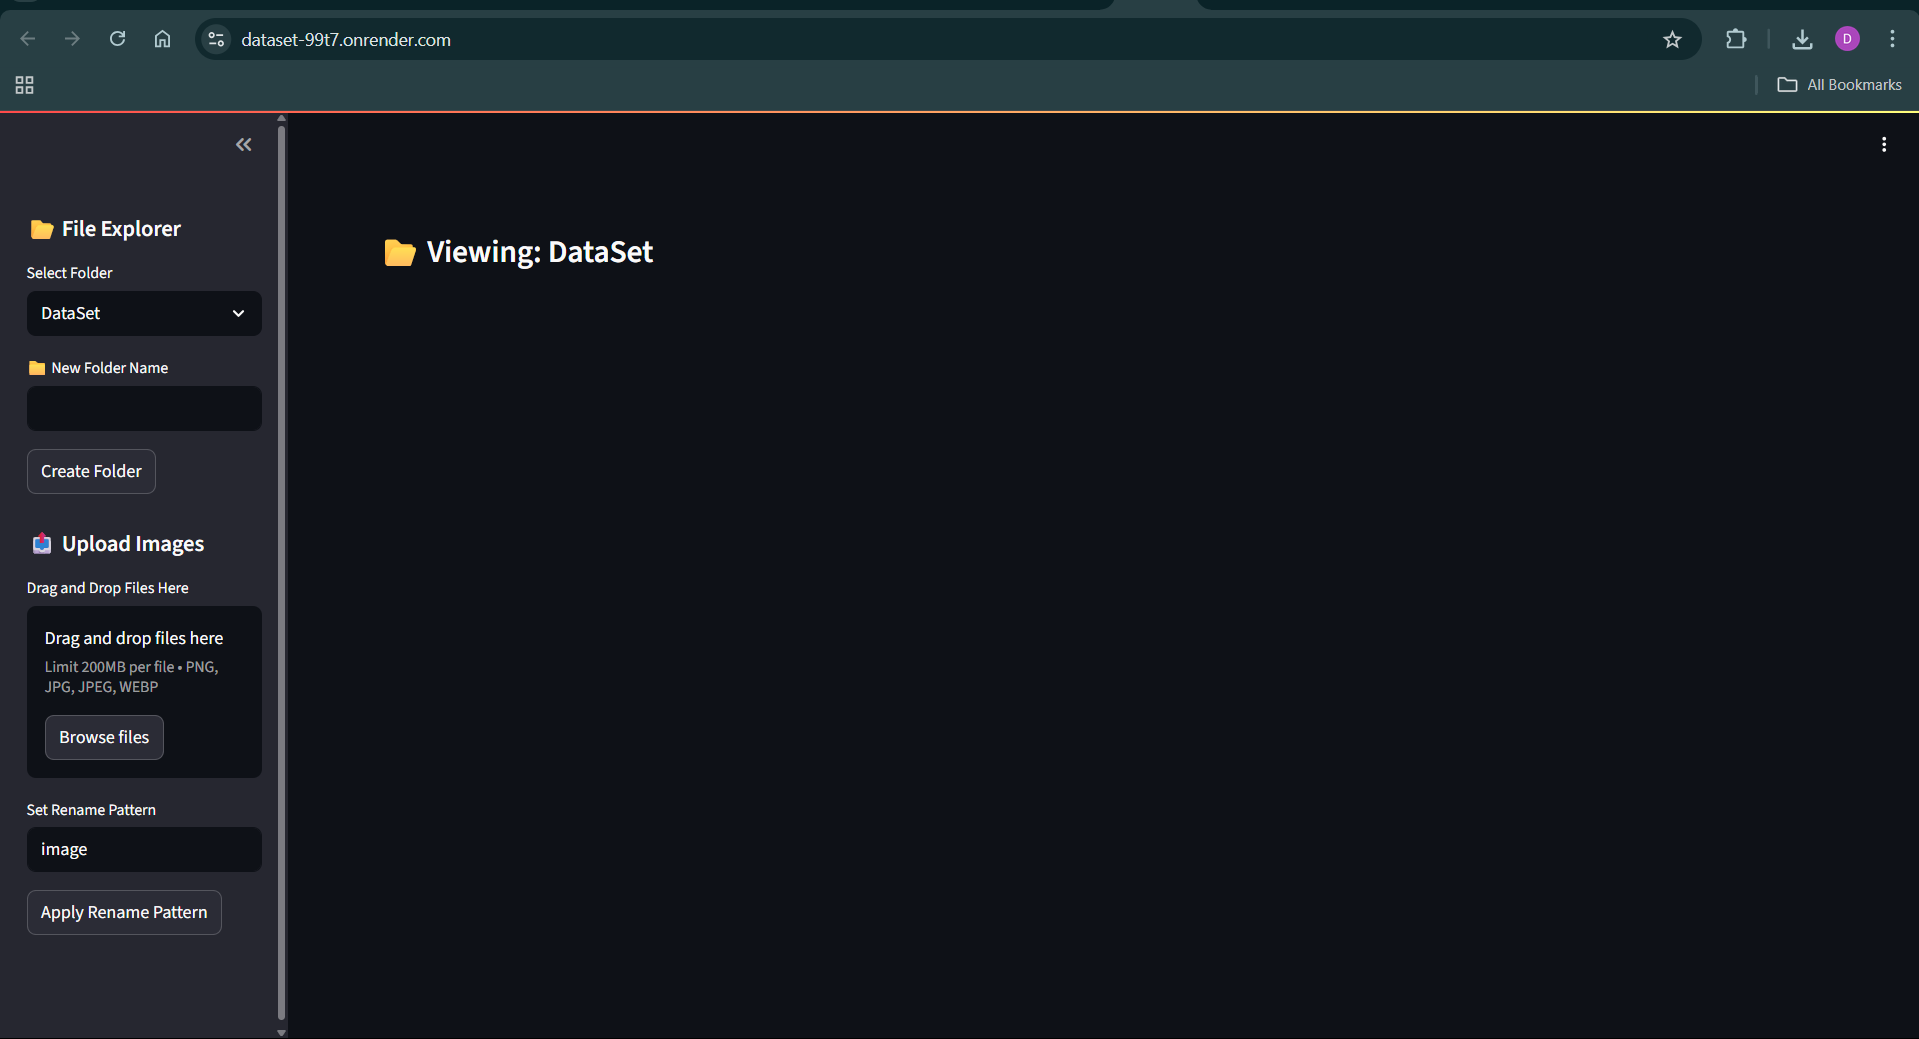 dataset-99t7.onrender.com
D
All Bookmarks
File Explorer
Select Folder
DataSet
New Folder Name
Create Folder
Upload Images
Drag and Drop Files Here
Drag and drop files here
Limit 200MB per file • PNG,
JPG, JPEG, WEBP
Browse files
Set Rename Pattern
image
Apply Rename Pattern
Viewing: DataSet